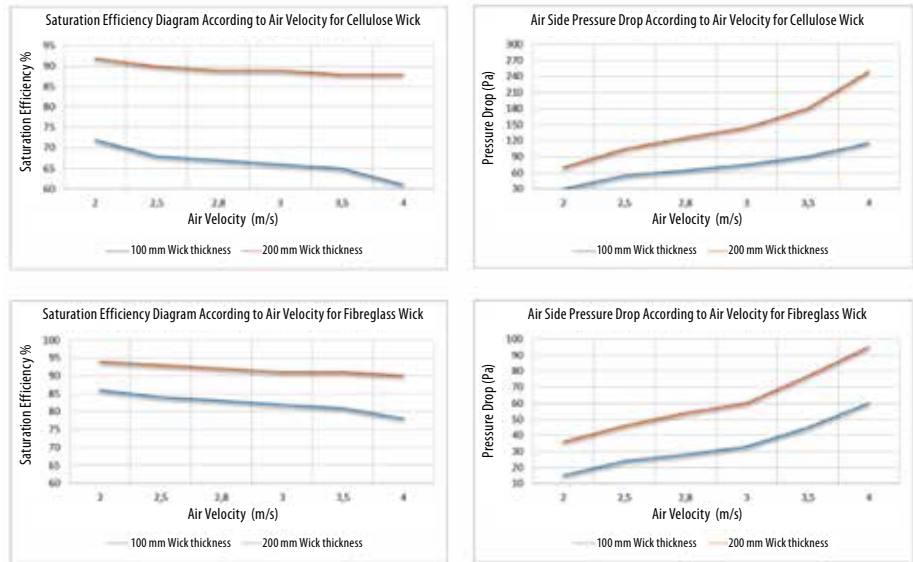 Saturation Efficiency Diagram According to Air Velocity for Cellulose Wick
Saturation Efficiency %
95
90
85
80
75
70
65
60
2 2,5 2,8 3 3,5 4
Air Velocity (m/s)
100 mm Wick thickness 200 mm Wick thickness
Air Side Pressure Drop According to Air Velocity for Cellulose Wick
Pressure Drop (Pa)
300
270
240
210
180
150
120
90
60
30
2 2,5 2,8 3 3,5 4
Air Velocity (m/s)
100 mm Wick thickness 200 mm Wick thickness
Saturation Efficiency Diagram According to Air Velocity for Fibreglass Wick
Saturation Efficiency %
100
95
90
85
80
75
70
65
60
2 2,5 2,8 3 3,5 4
Air Velocity (m/s)
100 mm Wick thickness 200 mm Wick thickness
Air Side Pressure Drop According to Air Velocity for Fibreglass Wick
Pressure Drop (Pa)
100
90
80
70
60
50
40
30
20
10
2 2,5 2,8 3 3,5 4
Air Velocity (m/s)
100 mm Wick thickness 200 mm Wick thickness